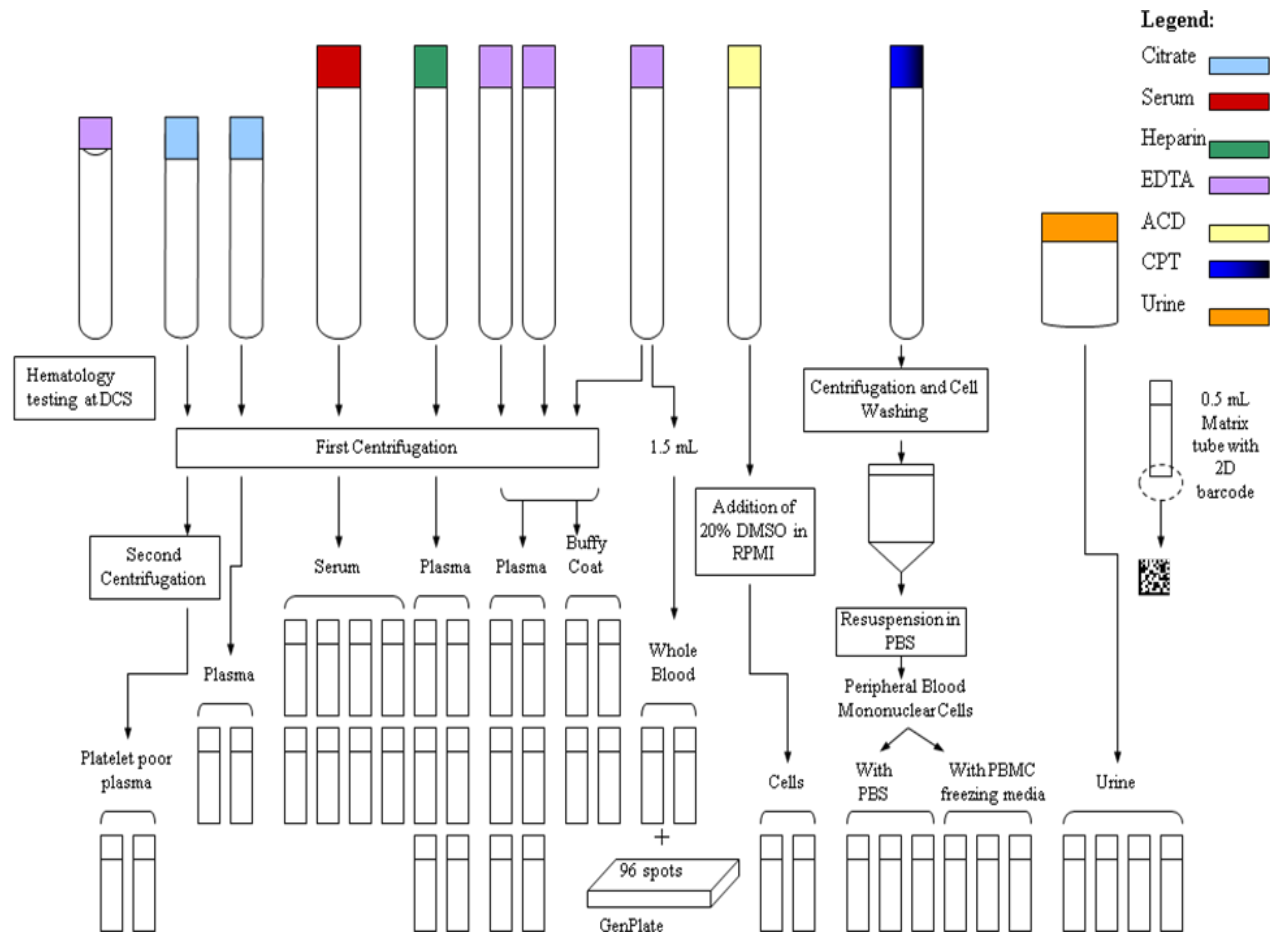 Legend:
Citrate
Serum
Heparin
EDTA
ACD
CPT
Urine
Hematology
testing at DCS
First Centrifugation
1.5 mL
Centrifugation and Cell
Washing
0.5 mL
Matrix
tube with
2D
barcode
Second
Centrifugation
Serum
Plasma
Plasma
Buffy
Coat
Addition of
20% DMSO in
RPMI
Resuspension in
PBS
Plasma
Whole
Blood
Peripheral Blood
Mononuclear Cells
Platelet poor
plasma
Cells
With
PBS
With PBMC
freezing media
Urine
+
96 spots
GenPlate